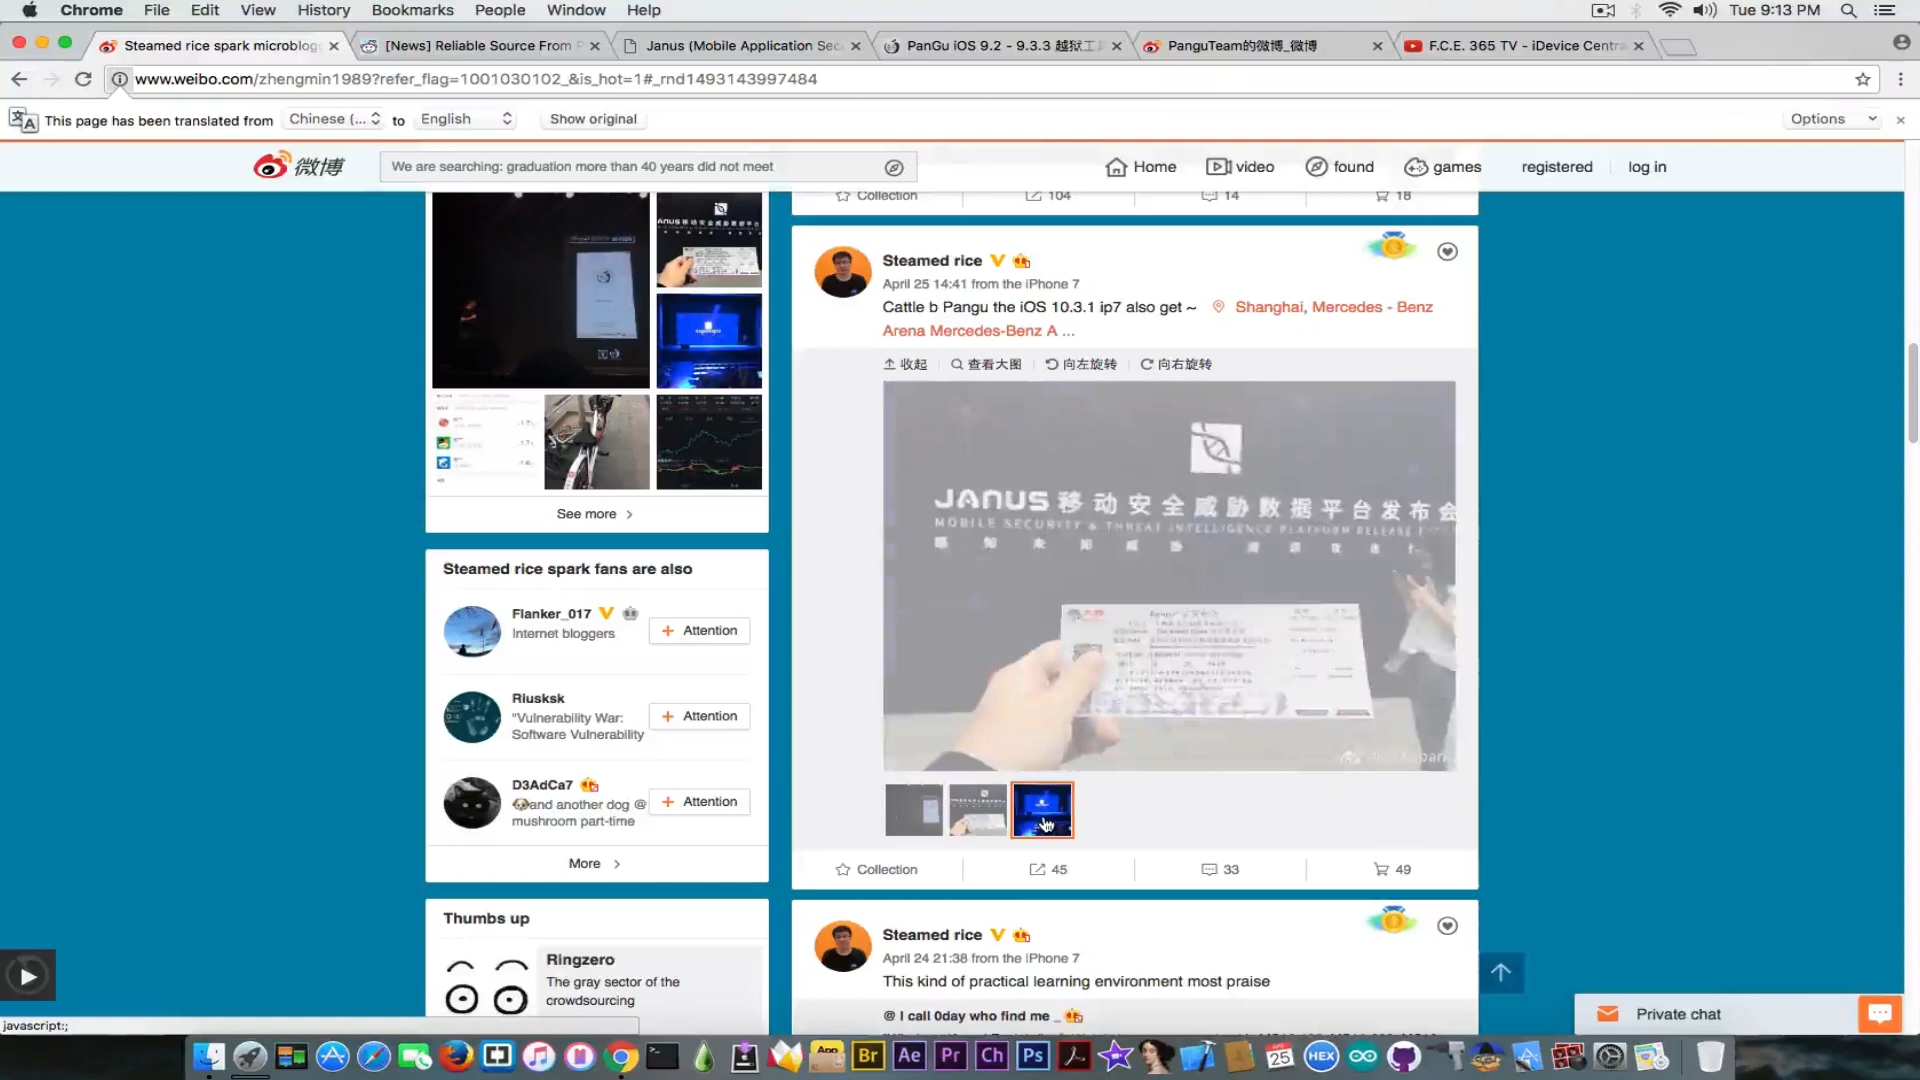 Chrome File Edit View History Bookmarks People Window Help Tue 9:13 PM
Steamed rice spark microblog
[News] Reliable Source From P
Janus (Mobile Application Sec
PanGu iOS 9.2 - 9.3.3 越狱工
PanguTeam的微博_微博
F.C.E. 365 TV - iDevice Centra
www.weibo.com/zhengmin1989?refer_flag=1001030102_&is_hot=1#_rnd1493143997484
This page has been translated from Chinese (... to English Show original Options
微博 We are searching: graduation more than 40 years did not meet Home video found games registered log in
See more
Steamed rice spark fans are also
Flanker_017
Internet bloggers
Attention
Riusksk
"Vulnerability War:
Software Vulnerability
Attention
D3AdCa7
and another dog @
mushroom part-time
Attention
More
Thumbs up
Ringzero
The gray sector of the
crowdsourcing
Collection 104 14 18
Steamed rice
April 25 14:41 from the iPhone 7
Cattle b Pangu the iOS 10.3.1 ip7 also get ~ Shanghai, Mercedes - Benz
Arena Mercedes-Benz A ...
收起 查看大图 向左旋转 向右旋转
JANUS 移动安全威胁数据平台发布会
MOBILE SECURITY & THREAT INTELLIGENCE PLATFORM RELEASE
Collection 45 33 49
Steamed rice
April 24 21:38 from the iPhone 7
This kind of practical learning environment most praise
@ I call 0day who find me _
Private chat
javascript:;
App Br Ae Pr Ch Ps APR 25 HEX